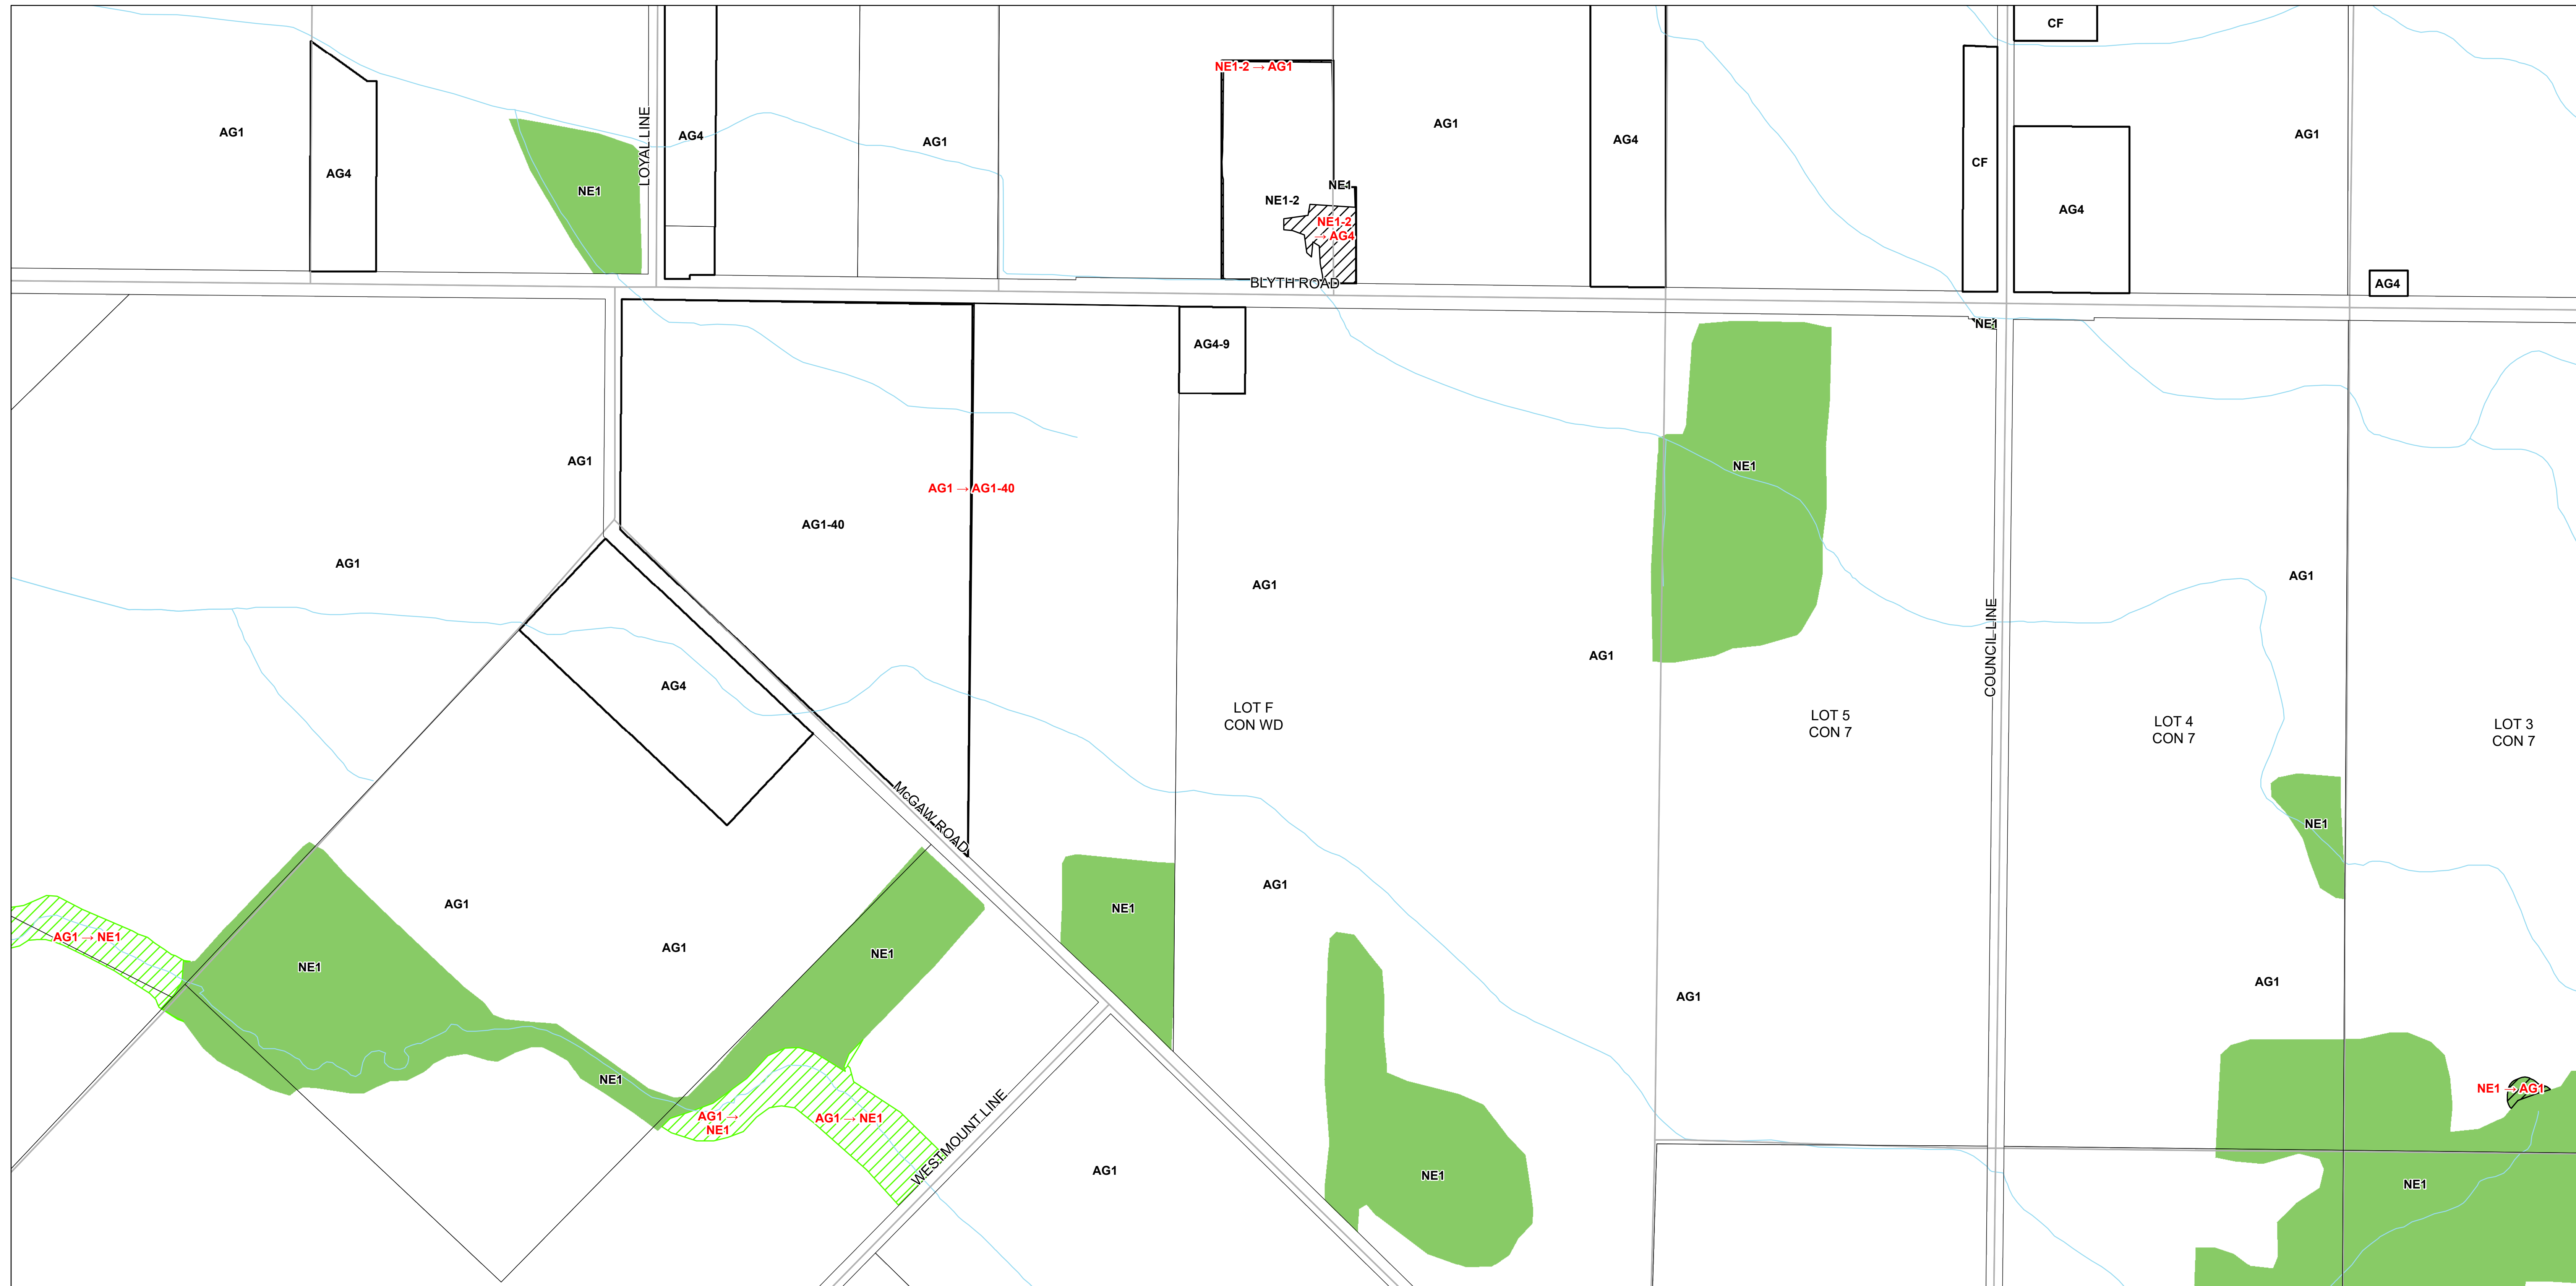 CF
NE1-2 → AG1
AG1
AG4
AG1
AG1
AG4
AG1
AG4
CF
AG4
NE1
LOYAL LINE
NE1
NE1-2
NE1-2
→ AG4
AG4
BLYTH ROAD
AG4
NE1
AG4-9
AG1
NE1
AG1 → AG1-40
AG1-40
AG1
AG1
AG1
AG1
COUNCIL LINE
AG4
LOT F
CON WD
LOT 5
CON 7
LOT 4
CON 7
LOT 3
CON 7
McGAW ROAD
NE1
AG1
AG1
NE1
AG1 → NE1
AG1
NE1
NE1
AG1
AG1
NE1
NE1 → AG1
AG1 →
NE1
AG1 → NE1
WESTMOUNT LINE
AG1
NE1
NE1